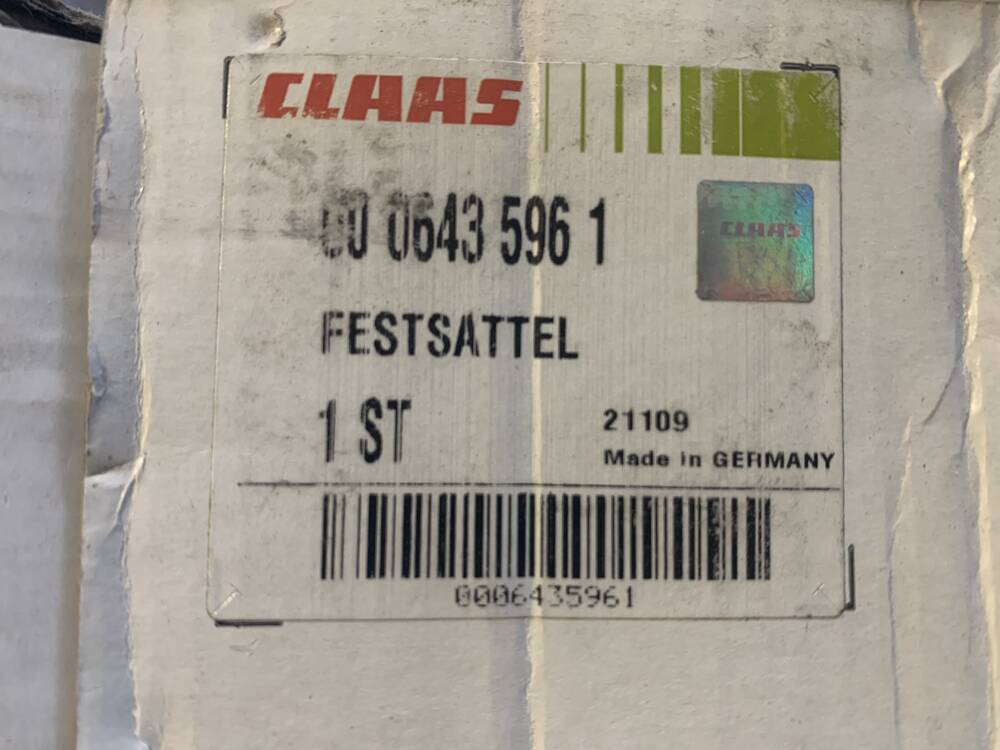 CLAAS
00 0643 596 1
CLAAS
FESTSATTEL
1 ST
21109
Made in GERMANY
0006435961